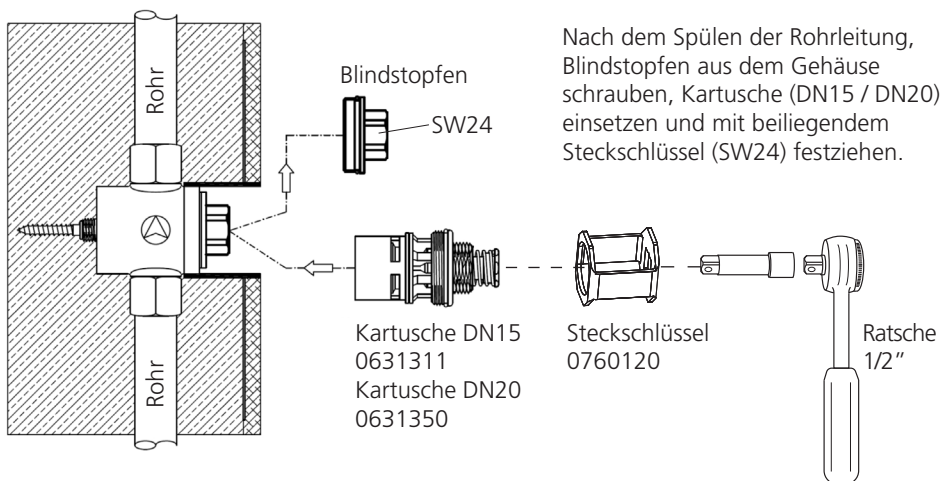 Nach dem Spülen der Rohrleitung,
Blindstopfen aus dem Gehäuse
schrauben, Kartusche (DN15 / DN20)
einsetzen und mit beiliegendem
Steckschlüssel (SW24) festziehen.
Blindstopfen
SW24
Rohr
Rohr
Kartusche DN15
0631311
Kartusche DN20
0631350
Steckschlüssel
0760120
Ratsche
1/2"